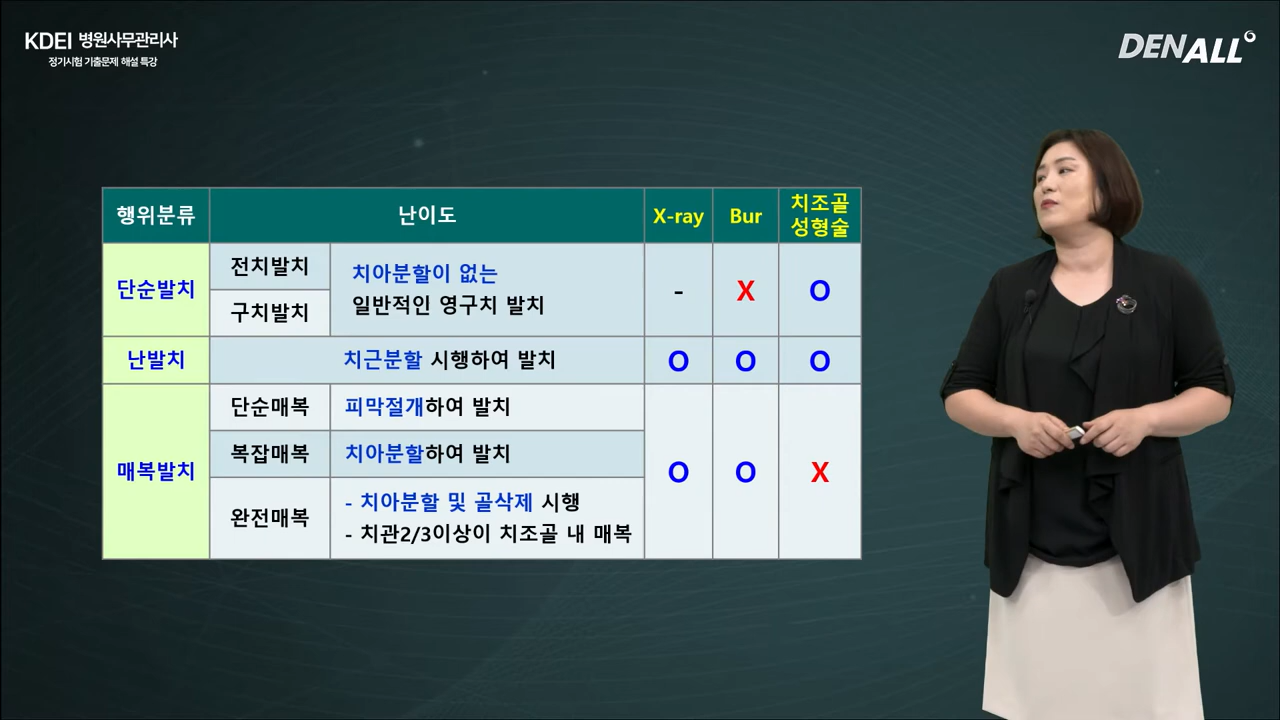 KDEI 병원사무관리사
정기시험 기출문제 해설 특강
DENALL
행위분류 난이도 X-ray Bur 치조골
성형술
단순발치 전치발치 치아분할이 없는
일반적인 영구치 발치 - X O
구치발치
난발치 치근분할 시행하여 발치 O O O
매복발치 단순매복 피막절개하여 발치 O O X
복잡매복 치아분할하여 발치
완전매복 - 치아분할 및 골삭제 시행
- 치관2/3이상이 치조골 내 매복